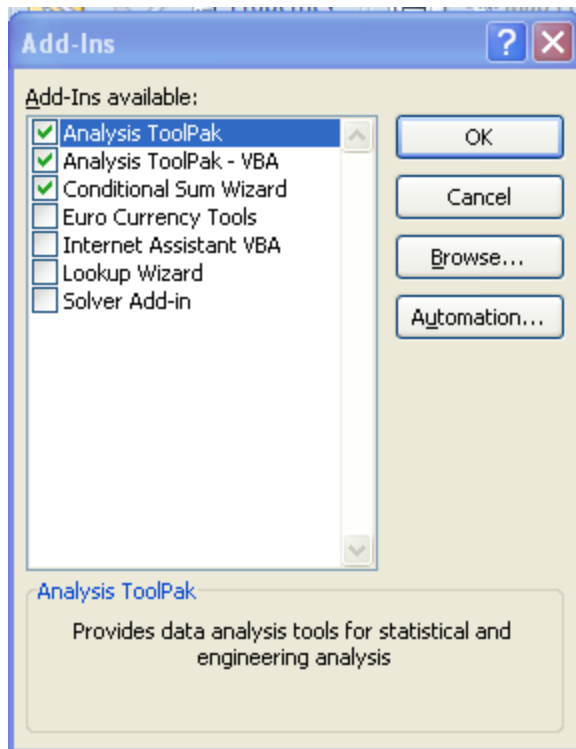 Add-Ins
?
Add-Ins available:
Analysis ToolPak
Analysis ToolPak - VBA
Conditional Sum Wizard
Euro Currency Tools
Internet Assistant VBA
Lookup Wizard
Solver Add-in
OK
Cancel
Browse...
Automation...
Analysis ToolPak
Provides data analysis tools for statistical and
engineering analysis